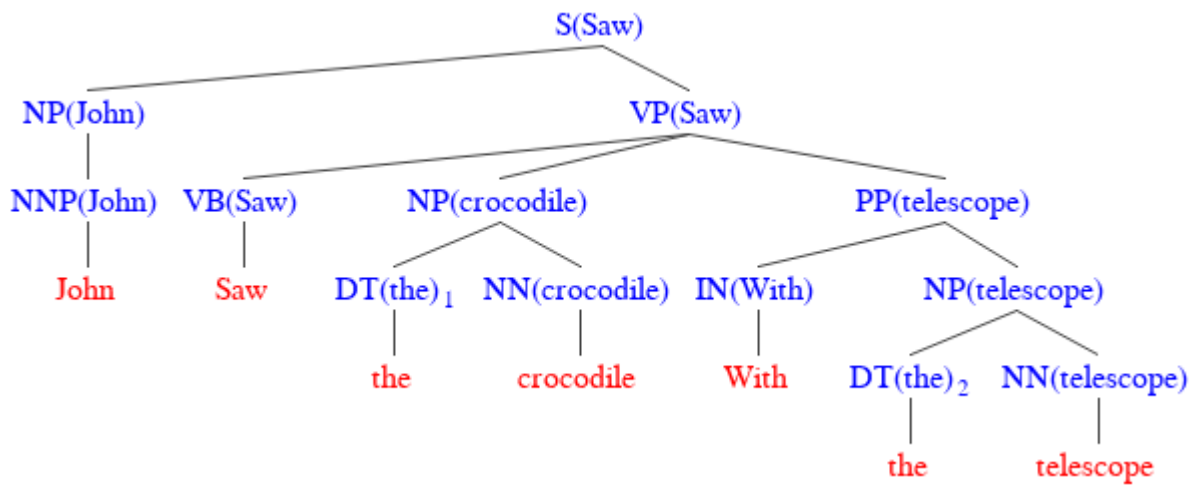 S(Saw)
NP(John) VP(Saw)
NNP(John) VB(Saw) NP(crocodile) PP(telescope)
John Saw DT(the)₁ NN(crocodile) IN(With) NP(telescope)
the crocodile With DT(the)₂ NN(telescope)
the telescope